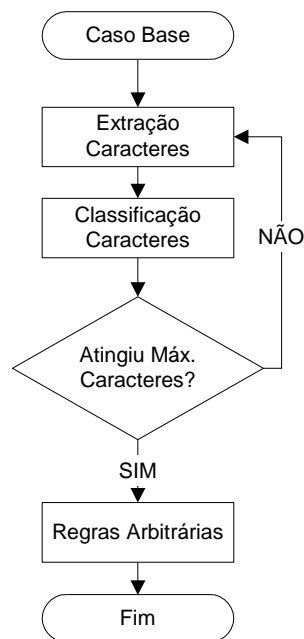 Caso Base
Extração
Caracteres
Classificação
Caracteres
NÃO
Atingiu Máx.
Caracteres?
SIM
Regras Arbitrárias
Fim